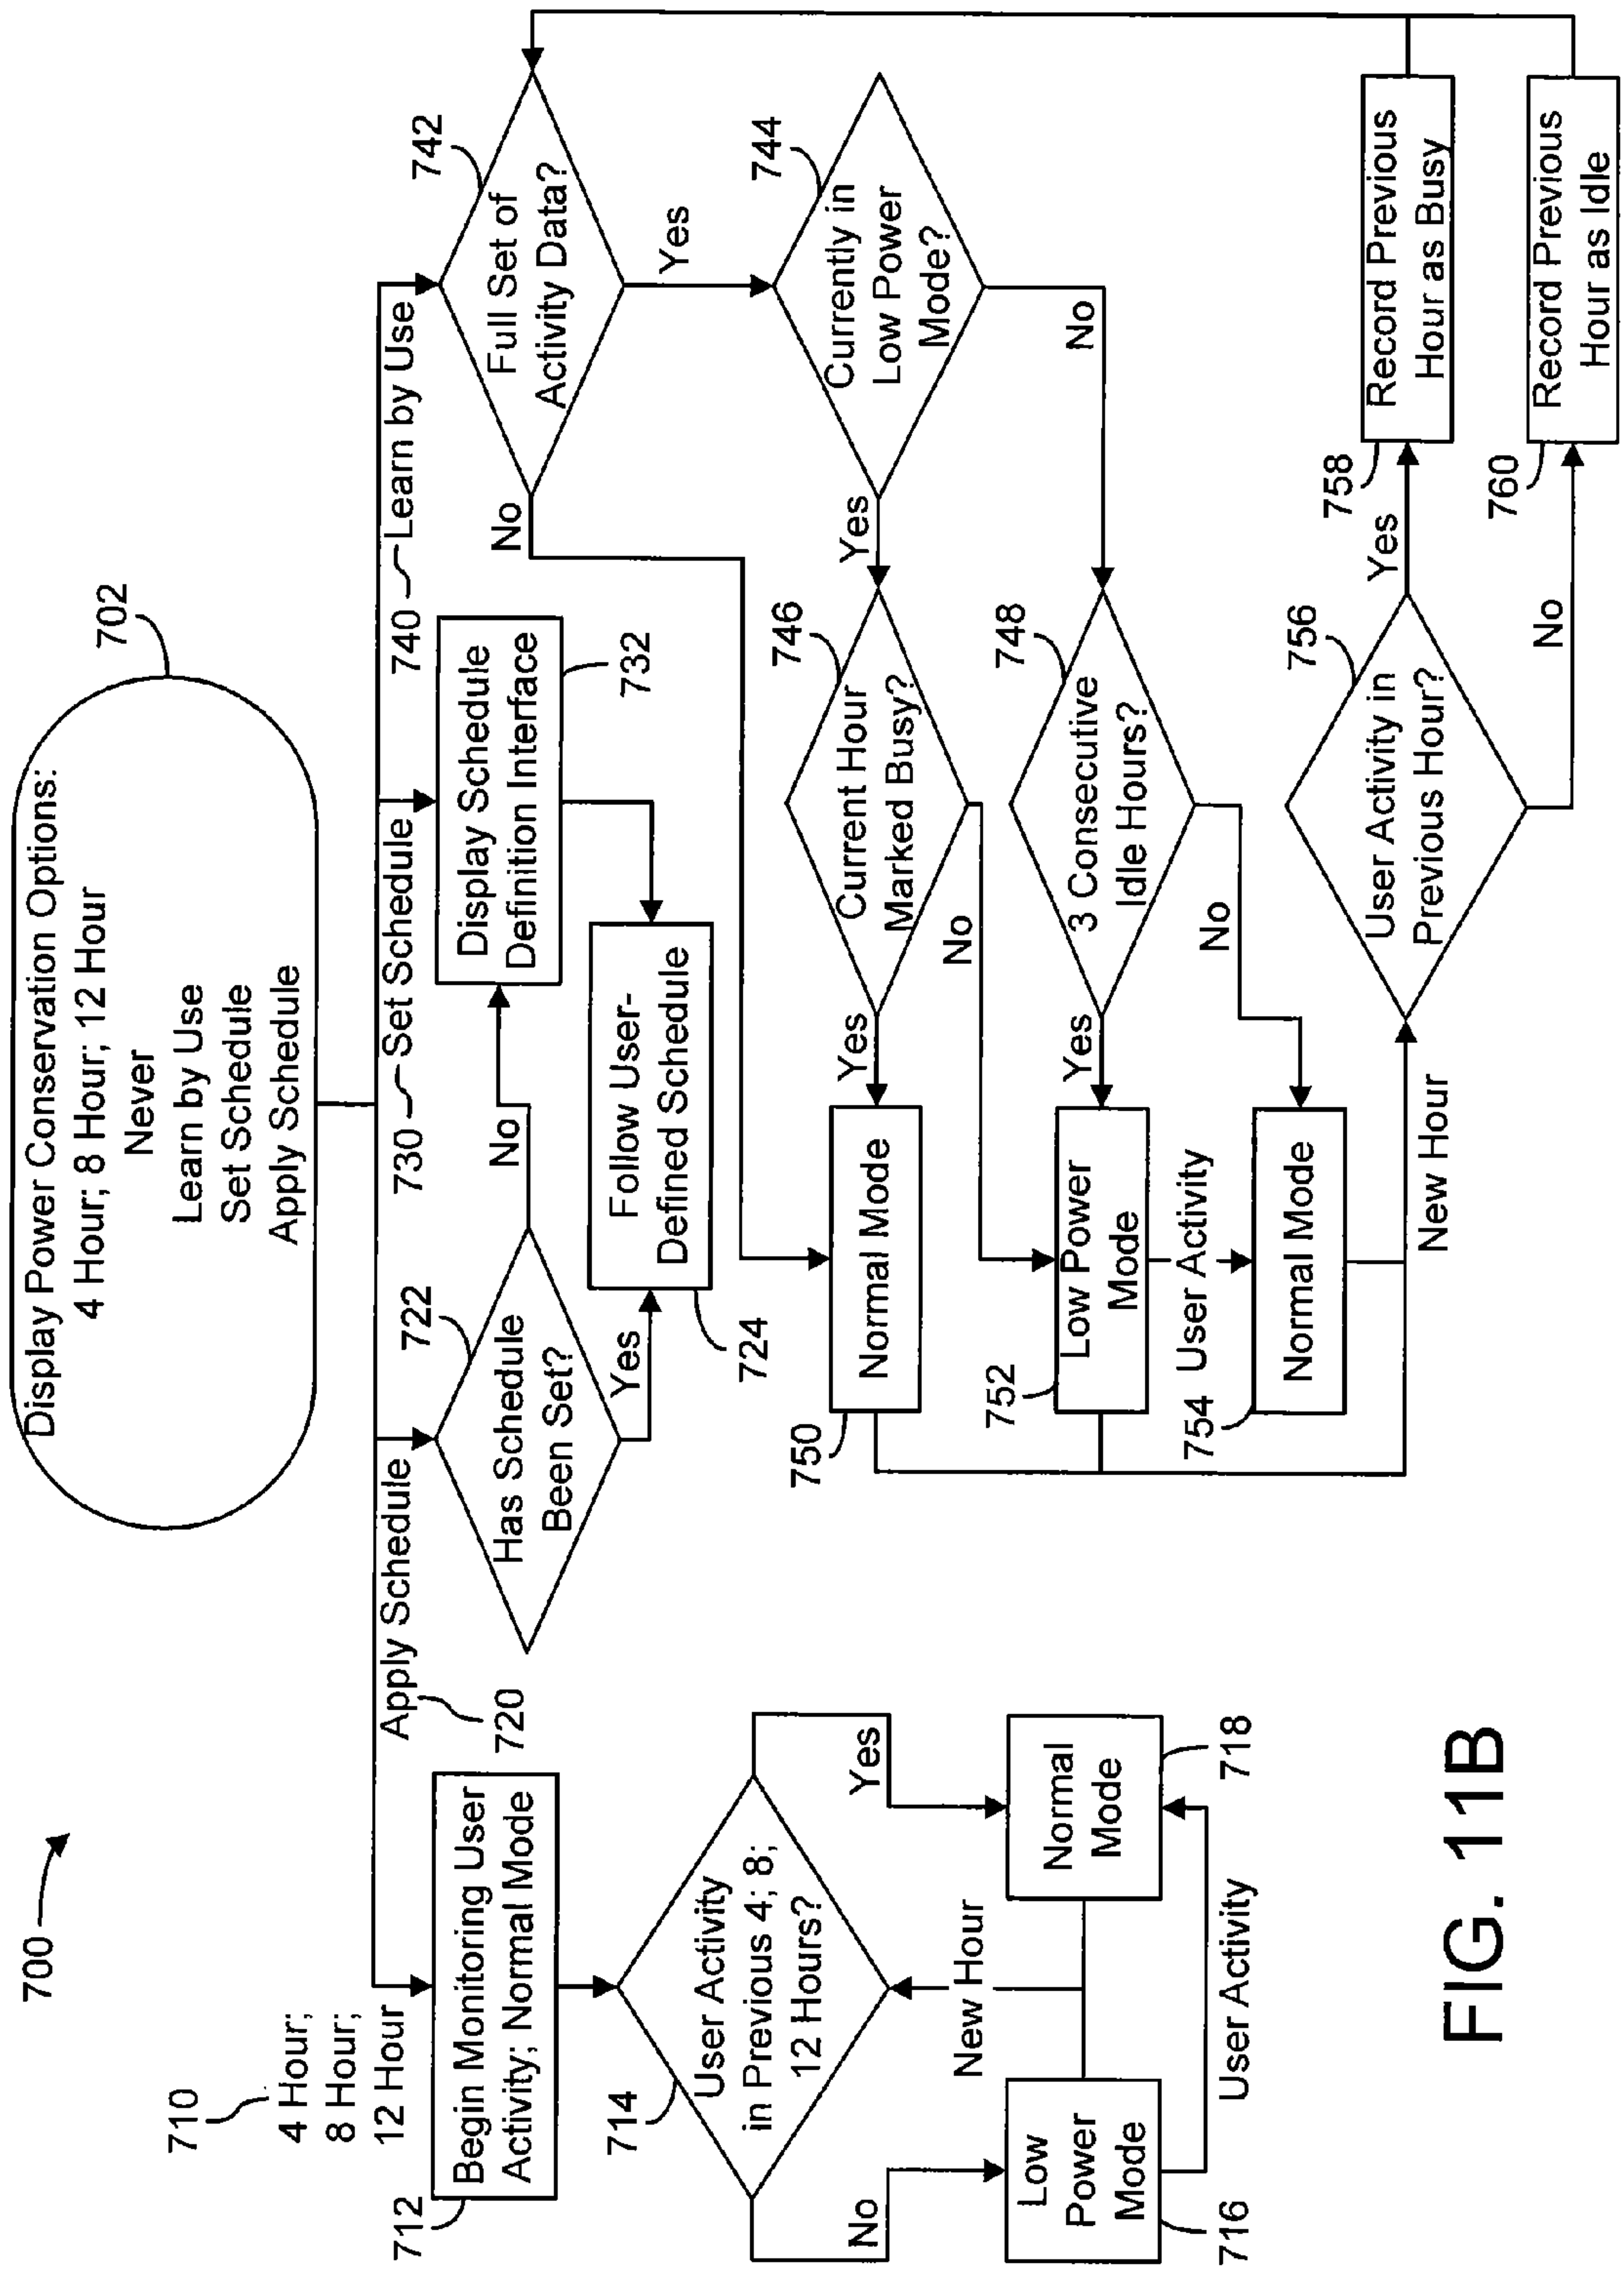 700
702
Display Power Conservation Options:
4 Hour; 8 Hour; 12 Hour
Never
Learn by Use
Set Schedule
Apply Schedule
710
4 Hour;
8 Hour;
12 Hour
Apply Schedule
720
730
Set Schedule
740
Learn by Use
712
Begin Monitoring User
Activity; Normal Mode
714
User Activity
in Previous 4; 8;
12 Hours?
No
Yes
New Hour
716
Low
Power
Mode
Normal
Mode
718
User Activity
722
Has Schedule
Been Set?
No
Yes
Display Schedule
Definition Interface
732
Follow User-
Defined Schedule
724
742
Full Set of
Activity Data?
No
Yes
744
Currently in
Low Power
Mode?
Yes
No
746
Current Hour
Marked Busy?
Yes
No
748
3 Consecutive
Idle Hours?
Yes
No
750
Normal Mode
752
Low Power
Mode
User Activity
754
Normal Mode
New Hour
756
User Activity in
Previous Hour?
Yes
No
758
Record Previous
Hour as Busy
760
Record Previous
Hour as Idle
FIG. 11B